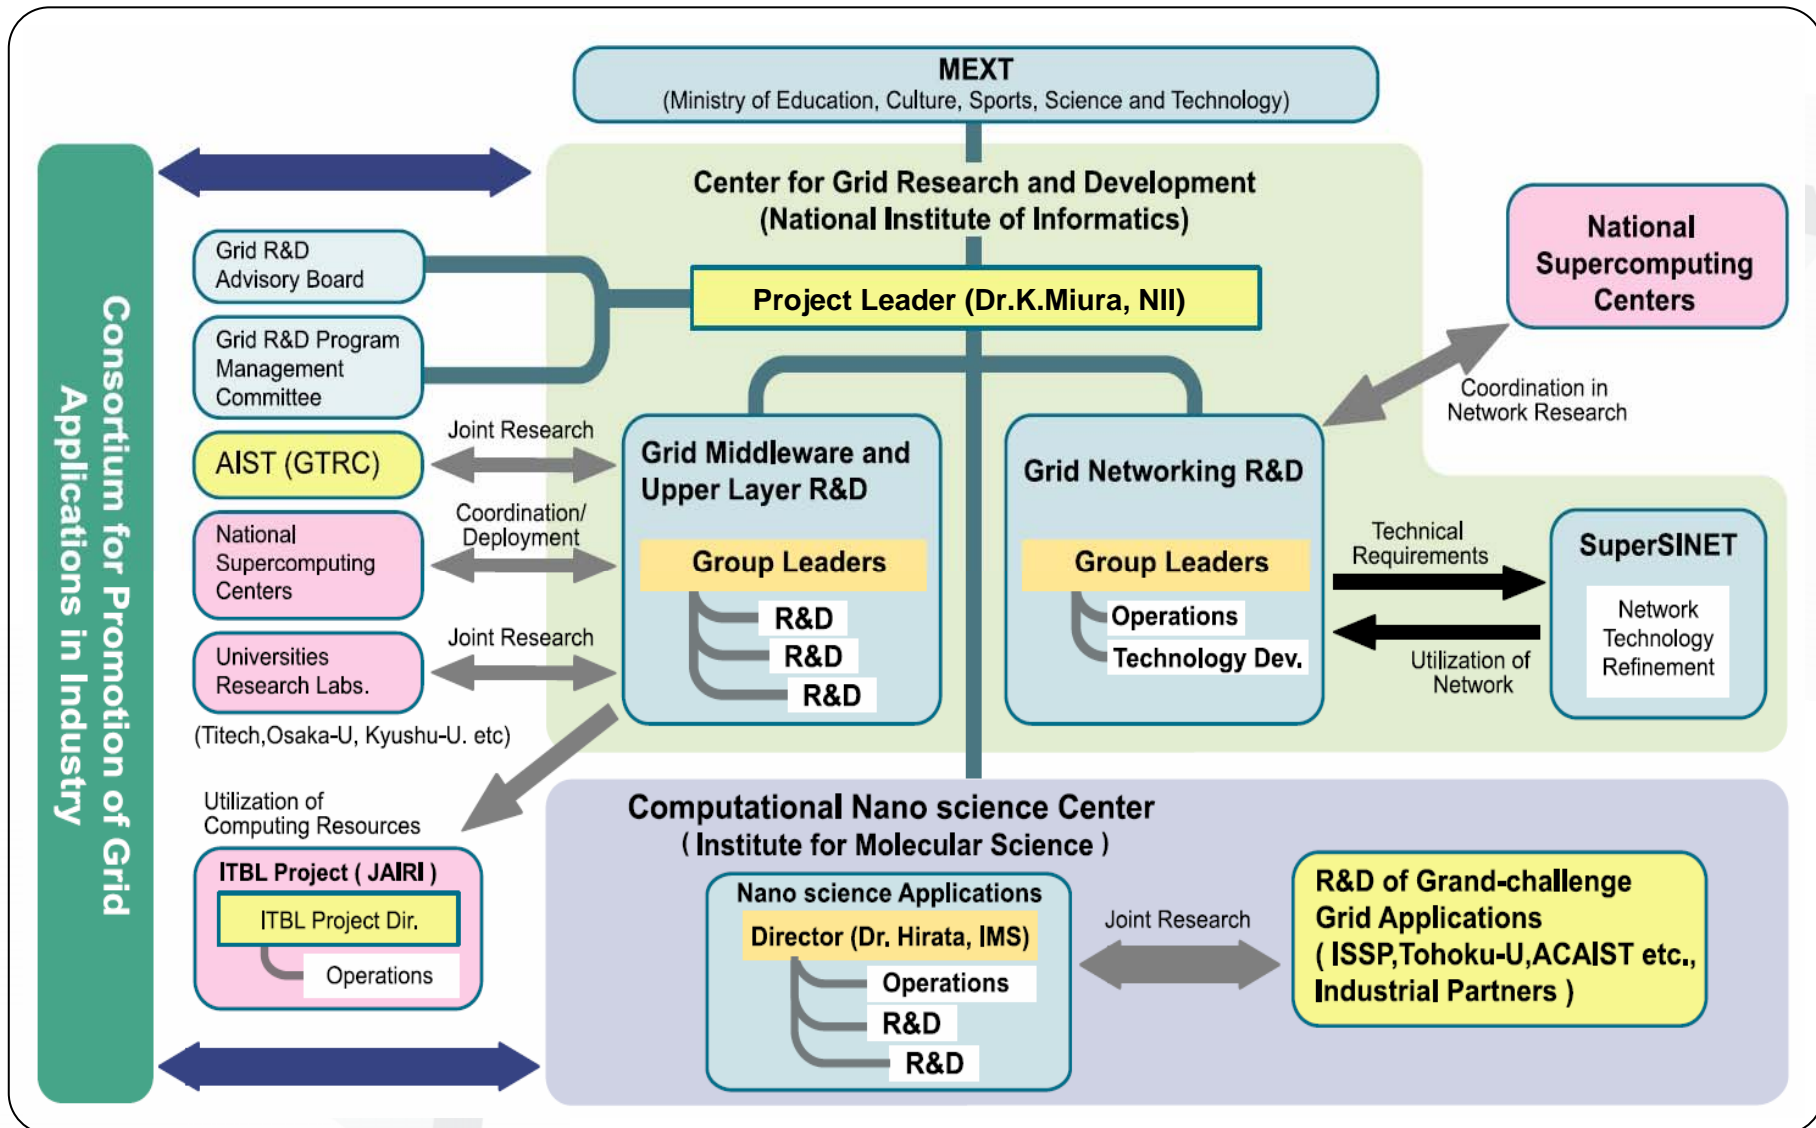 MEXT
(Ministry of Education, Culture, Sports, Science and Technology)
Consortium for Promotion of Grid
Applications in Industry
Center for Grid Research and Development
(National Institute of Informatics)
National
Supercomputing
Centers
Grid R&D
Advisory Board
Project Leader (Dr.K.Miura, NII)
Grid R&D Program
Management
Committee
Coordination in
Network Research
AIST (GTRC)
Joint Research
Grid Middleware and
Upper Layer R&D
Grid Networking R&D
National
Supercomputing
Centers
Coordination/
Deployment
Group Leaders
R&D
R&D
R&D
Group Leaders
Operations
Technology Dev.
Technical
Requirements
Utilization of
Network
SuperSINET
Network
Technology
Refinement
Universities
Research Labs.
Joint Research
(Titech,Osaka-U, Kyushu-U. etc)
Utilization of
Computing Resources
ITBL Project ( JAIRI )
ITBL Project Dir.
Operations
Computational Nano science Center
( Institute for Molecular Science )
Nano science Applications
Director (Dr. Hirata, IMS)
Operations
R&D
R&D
Joint Research
R&D of Grand-challenge
Grid Applications
( ISSP,Tohoku-U,ACAIST etc.,
Industrial Partners )